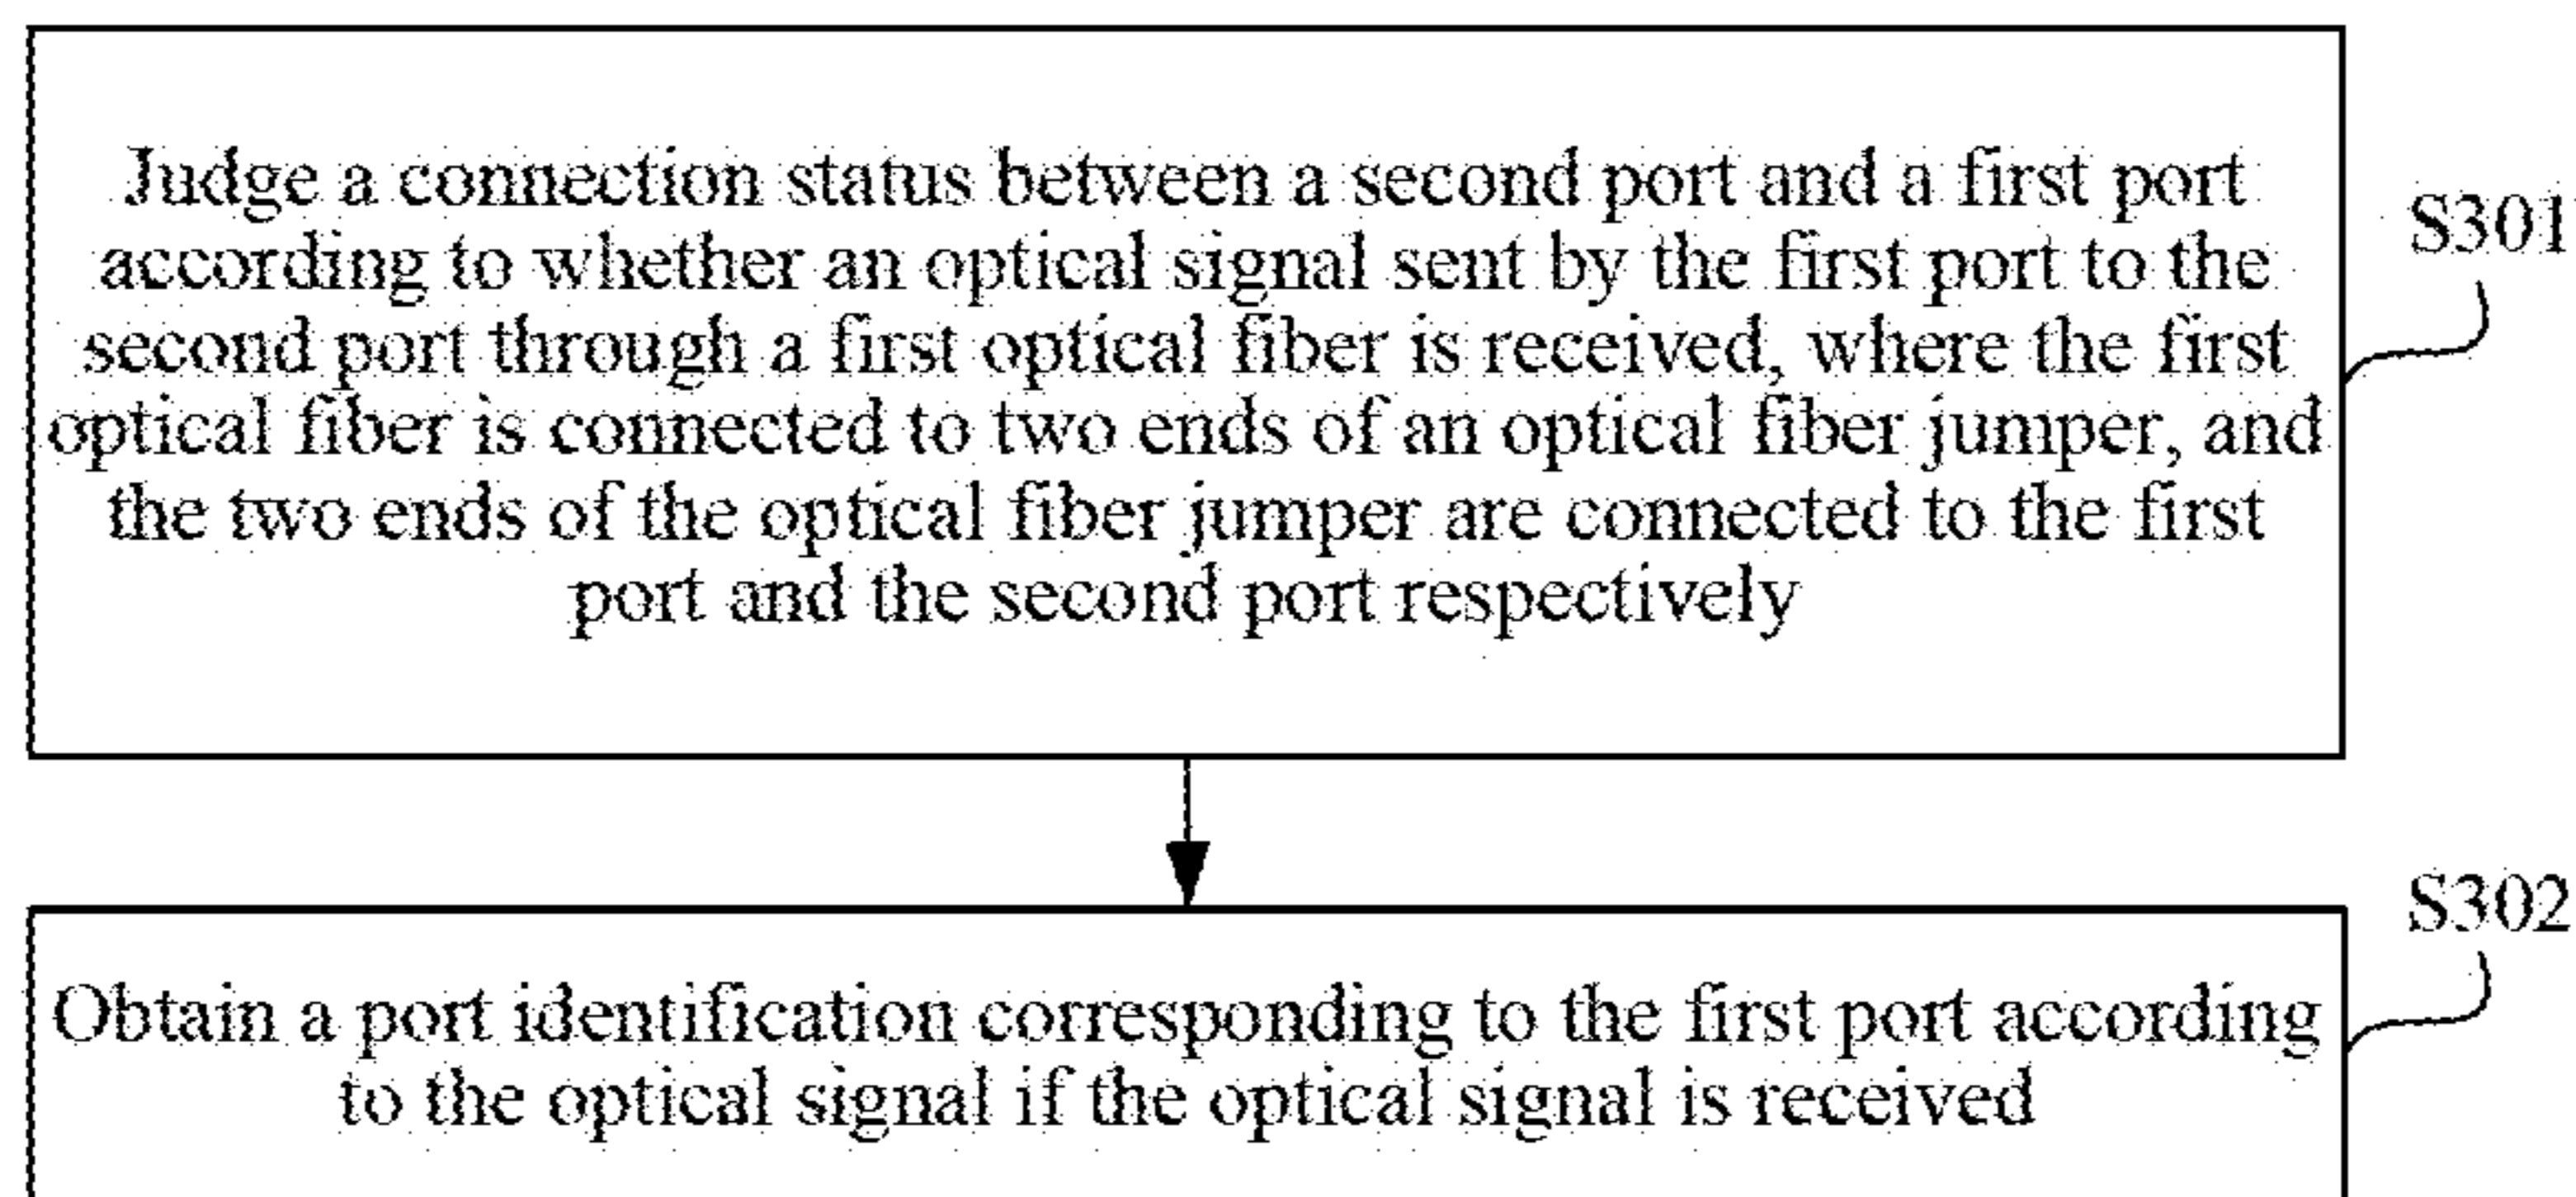 Judge a connection status between a second port and a first port
according to whether an optical signal sent by the first port to the
second port through a first optical fiber is received, where the first
optical fiber is connected to two ends of an optical fiber jumper, and
the two ends of the optical fiber jumper are connected to the first
port and the second port respectively
S301
Obtain a port identification corresponding to the first port according
to the optical signal if the optical signal is received
S302